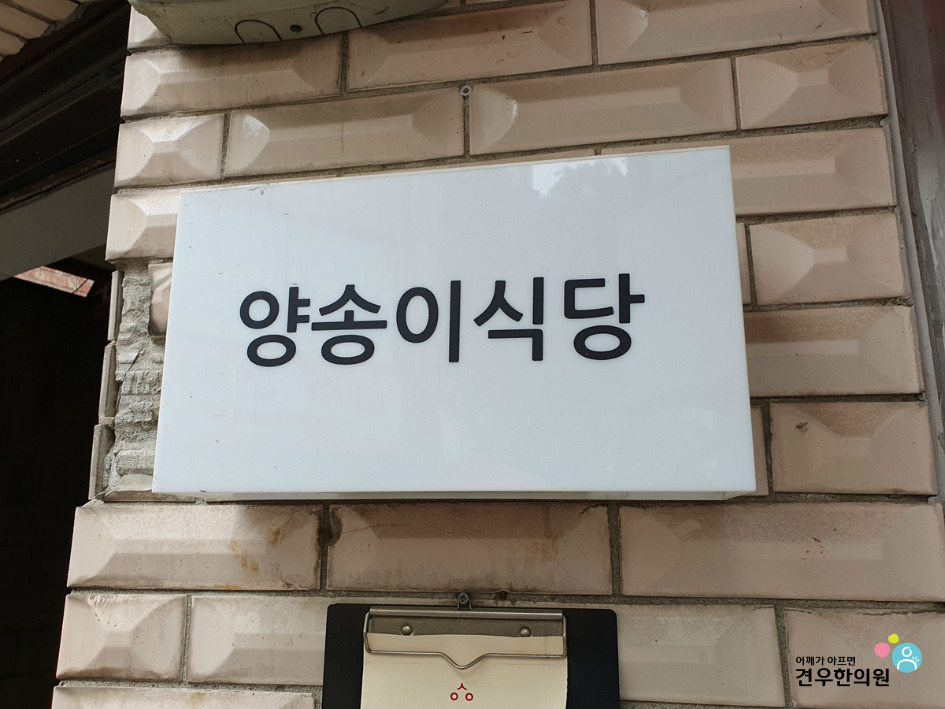 양송이식당
어깨가 아프면
견우한의원